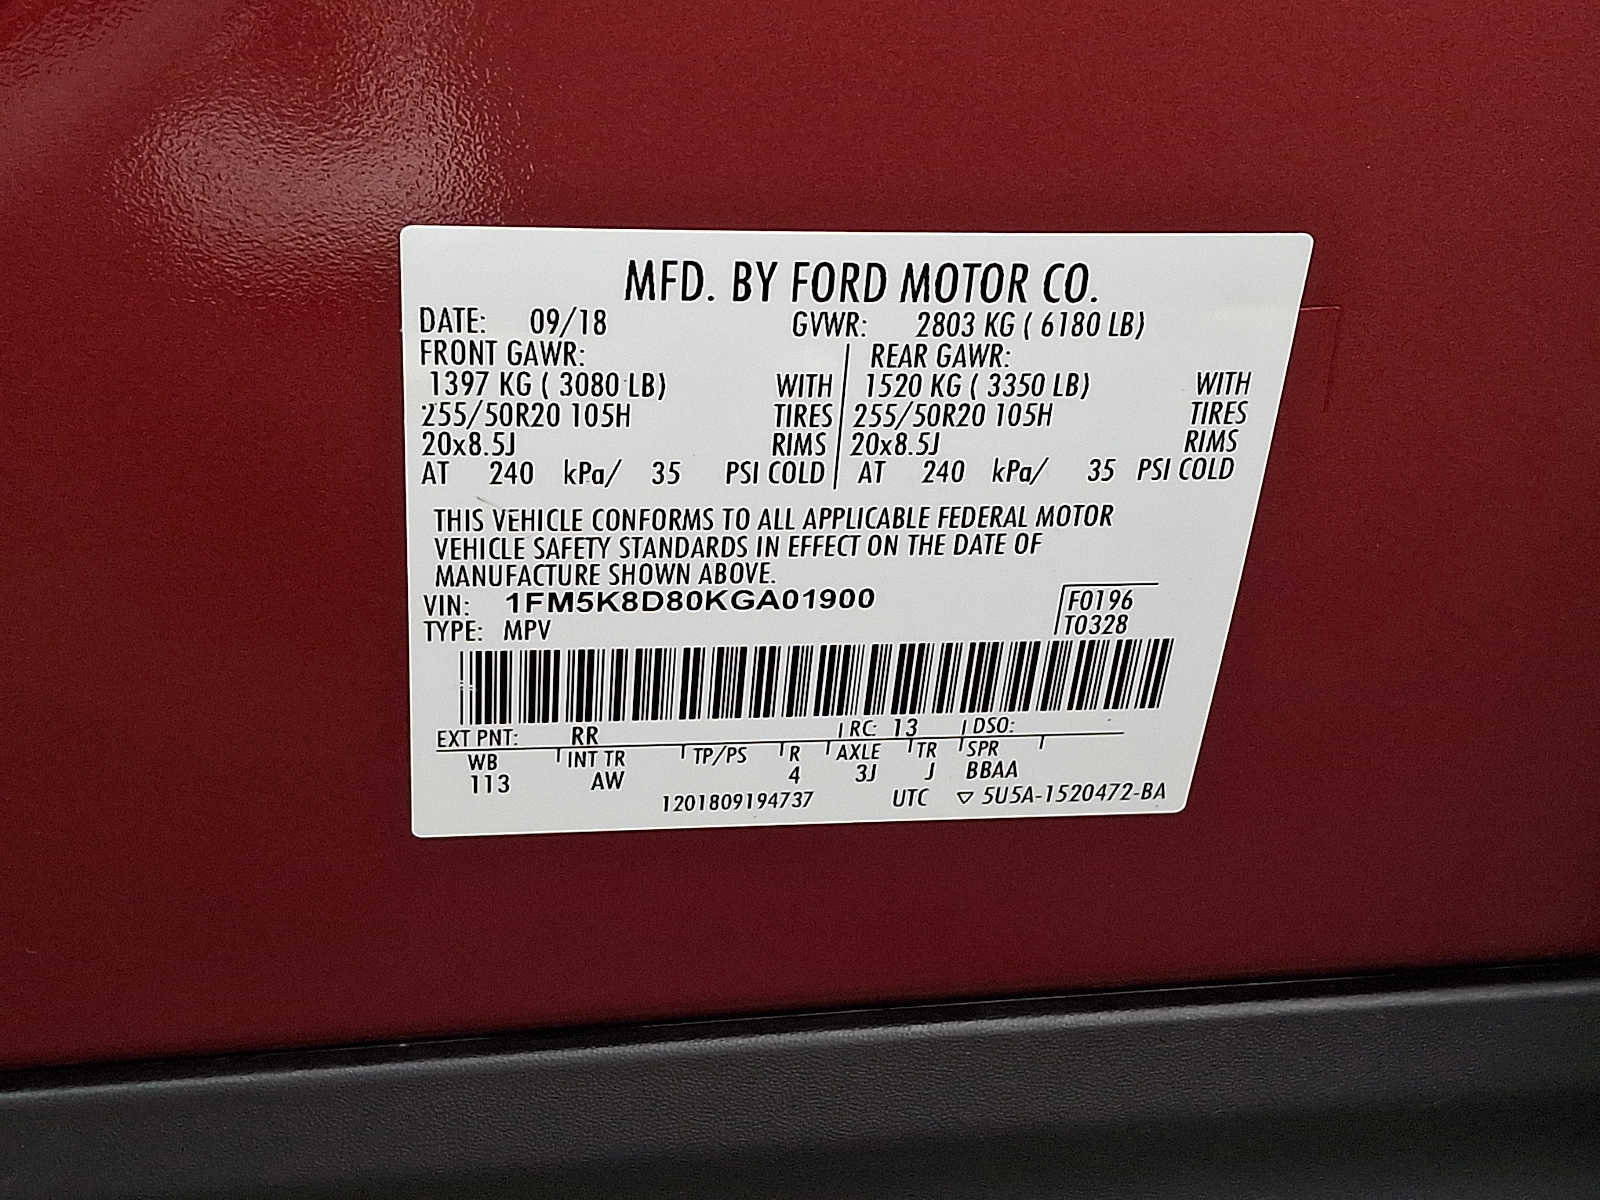 MFD. BY FORD MOTOR CO.
DATE: 09/18 GVWR: 2803 KG ( 6180 LB)
FRONT GAWR: REAR GAWR:
1397 KG ( 3080 LB) WITH 1520 KG ( 3350 LB) WITH
255/50R20 105H TIRES 255/50R20 105H TIRES
20x8.5J RIMS 20x8.5J RIMS
AT 240 kPa/ 35 PSI COLD AT 240 kPa/ 35 PSI COLD
THIS VEHICLE CONFORMS TO ALL APPLICABLE FEDERAL MOTOR
VEHICLE SAFETY STANDARDS IN EFFECT ON THE DATE OF
MANUFACTURE SHOWN ABOVE.
VIN: 1FM5K8D80KGA01900 F0196
TYPE: MPV T0328
EXT PNT: RR RC: 13 DSO:
WB INT TR TP/PS R AXLE TR SPR
113 AW 4 3J J BBAA
1201809194737 UTC ▽ 5U5A-1520472-BA